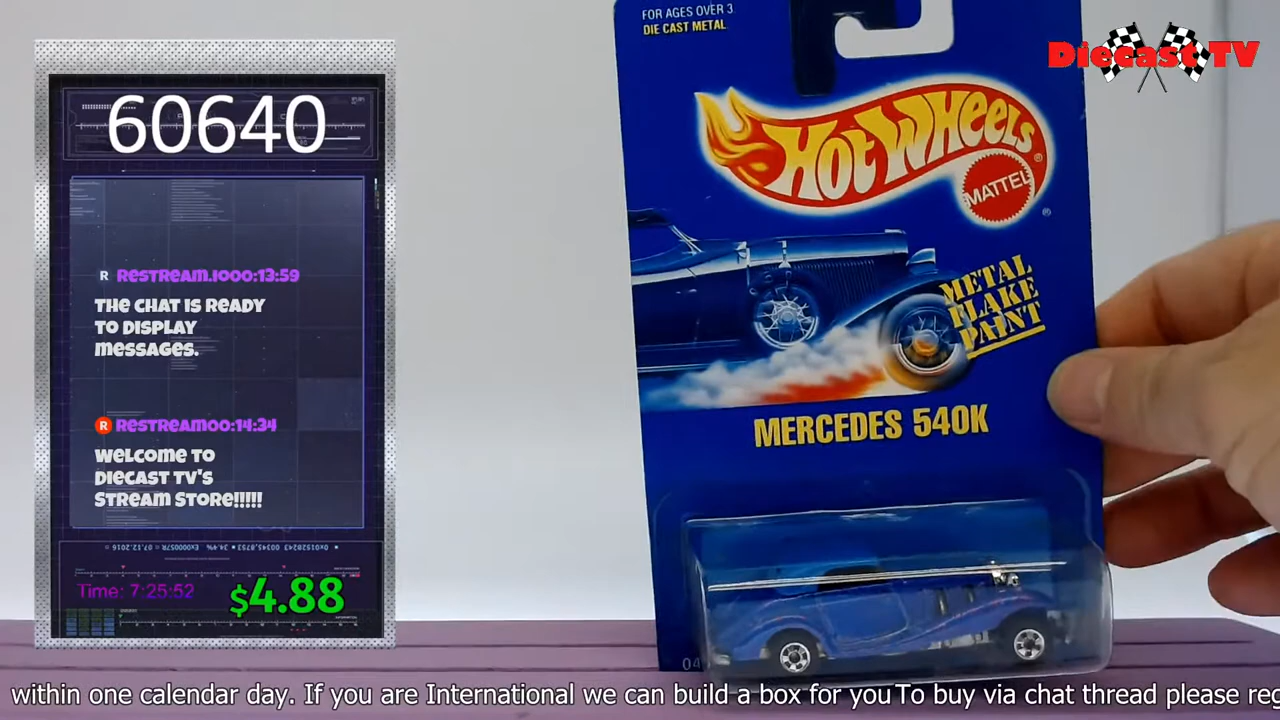 60640
R Restream.io00:13:59
THE CHAT IS READY
TO DISPLAY
MESSAGES.
R Restream00:14:34
WELCOME TO
DIECAST TV'S
STREAM STORE!!!!!
Time: 7:25:52
$4.88
FOR AGES OVER 3
DIE CAST METAL
HOT WHEELS®
MATTEL
®
METAL
FLAKE
PAINT
MERCEDES 540K
04
Diecast TV
within one calendar day. If you are International we can build a box for you To buy via chat thread please reg